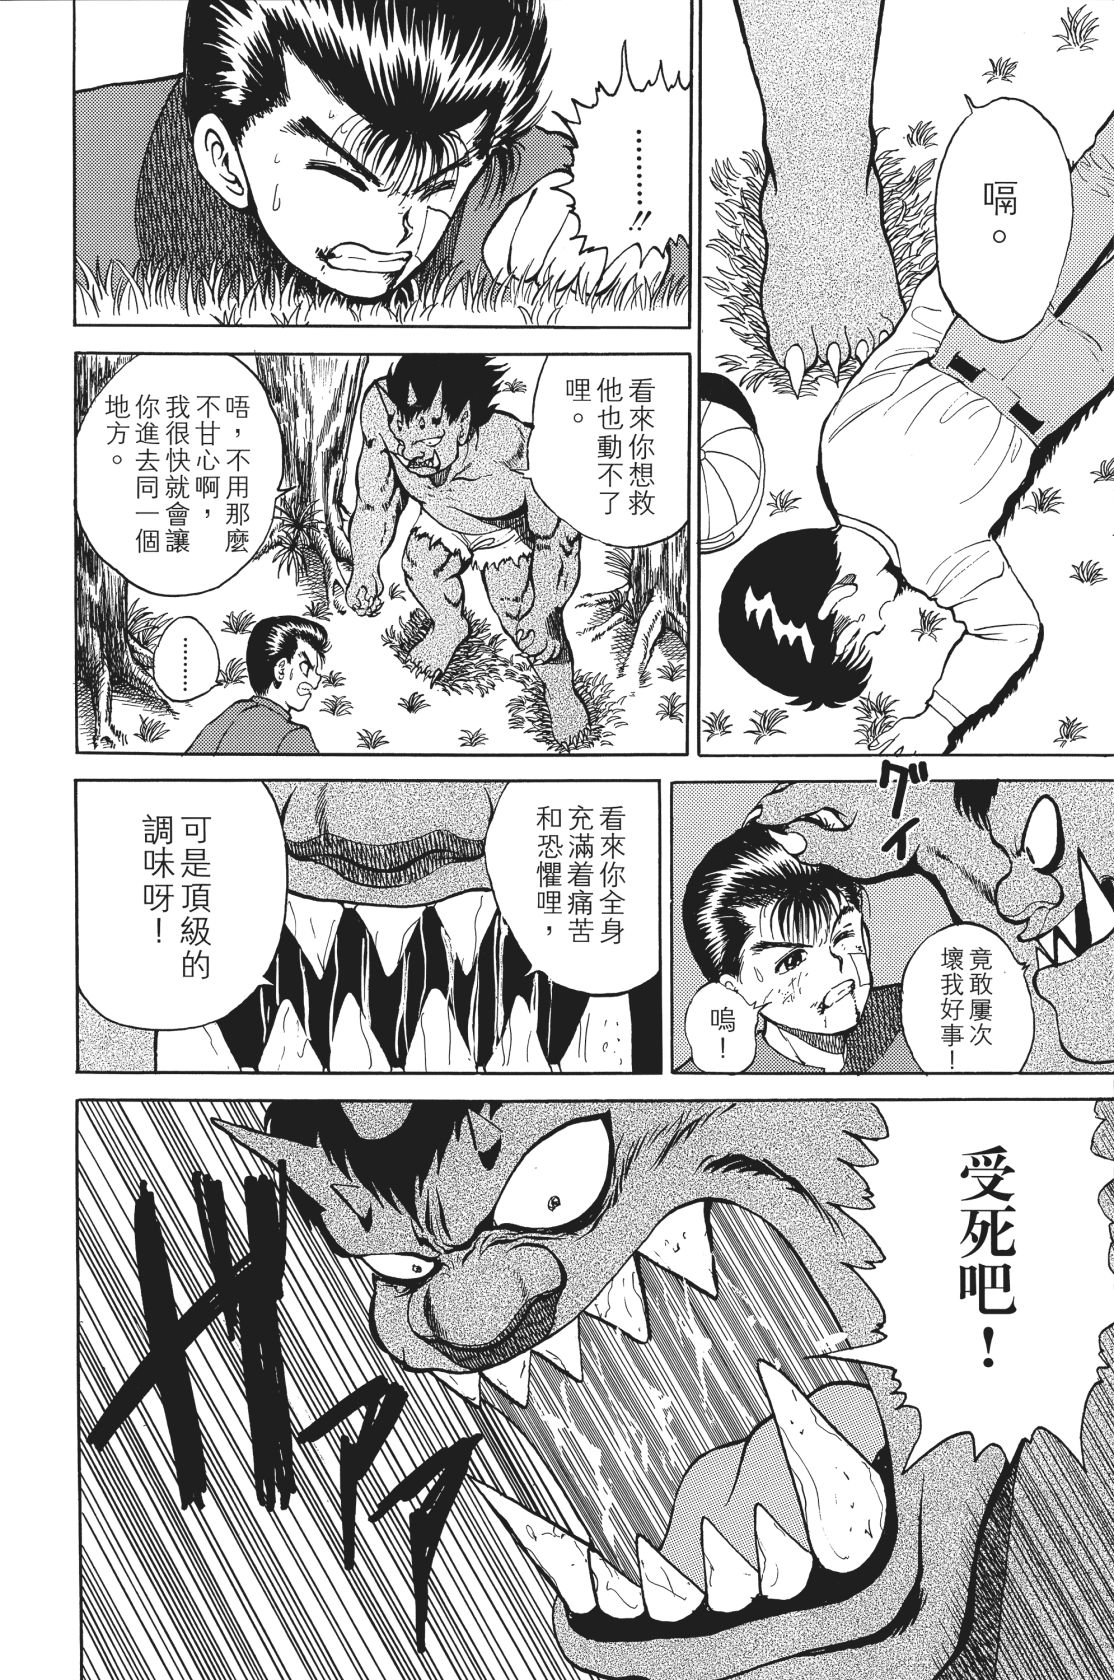 嗝。
………!!
看來你想救
他也動不了
哩。
唔，不用那麼
不甘心啊，
我很快就會讓
你進去同一個
地方。
………
グイ
竟敢屢次
壞我好事！
嗚！
看來你全身
充滿着痛苦
和恐懼哩，
可是頂級的
調味呀！
受死吧！
ガアア